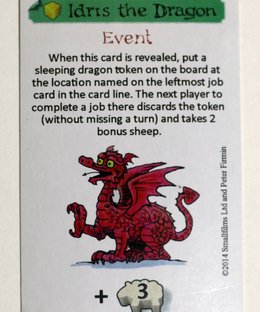 Idris the Dragon
Event
When this card is revealed, put a
sleeping dragon token on the board at
the location named on the leftmost job
card in the card line. The next player to
complete a job there discards the token
(without missing a turn) and takes 2
bonus sheep.
©2014 Smallfilms Ltd and Peter Firmin
+ 3